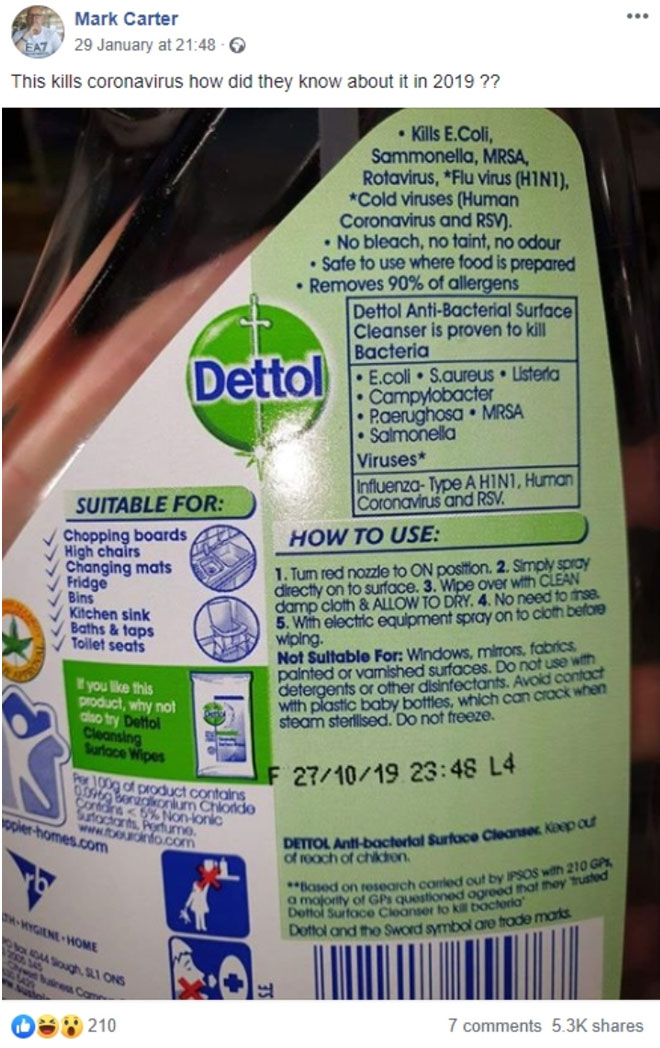 Mark Carter
29 January at 21:48 ·
This kills coronavirus how did they know about it in 2019 ??
EA7
• Kills E.Coli,
Sammonella, MRSA,
Rotavirus, *Flu virus (H1N1),
*Cold viruses (Human
Coronavirus and RSV).
• No bleach, no taint, no odour
• Safe to use where food is prepared
• Removes 90% of allergens
Dettol Anti-Bacterial Surface
Cleanser is proven to kill
Bacteria
• E.coli • S.aureus • Listeria
• Campylobacter
• P.aerughosa • MRSA
• Salmonella
Viruses*
Influenza- Type A H1N1, Human
Coronavirus and RSV.
Dettol
SUITABLE FOR:
Chopping boards
High chairs
Changing mats
Fridge
Bins
Kitchen sink
Baths & taps
Toilet seats
HOW TO USE:
1. Turn red nozzle to ON position. 2. Simply spray
directly on to surface. 3. Wipe over with CLEAN
damp cloth & ALLOW TO DRY. 4. No need to rinse.
5. With electric equipment spray on to cloth before
wiping.
Not Suitable For: Windows, mirrors, fabrics,
painted or varnished surfaces. Do not use with
detergents or other disinfectants. Avoid contact
with plastic baby bottles, which can crack when
steam sterilised. Do not freeze.
If you like this
product, why not
also try Dettol
Cleansing
Surface Wipes
Dettol
F 27/10/19 23:48 L4
Per 100g of product contains
0.096g Benzalkonium Chloride
Contains < 5% Non-ionic
Surfactants, Perfume.
www.rbeuroinfo.com
-homes.com
rb
HYGIENE • HOME
4044 Slough, SL1
DETTOL Anti-bacterial Surface Cleanser. Keep out
of reach of children.
**Based on research carried out by IPSOS with 210 GPs,
a majority of GPs questioned agreed that they 'trusted
Dettol Surface Cleanser to kill bacteria'
Dettol and the Sword symbol are trade marks.
210
7 comments 5.3K shares